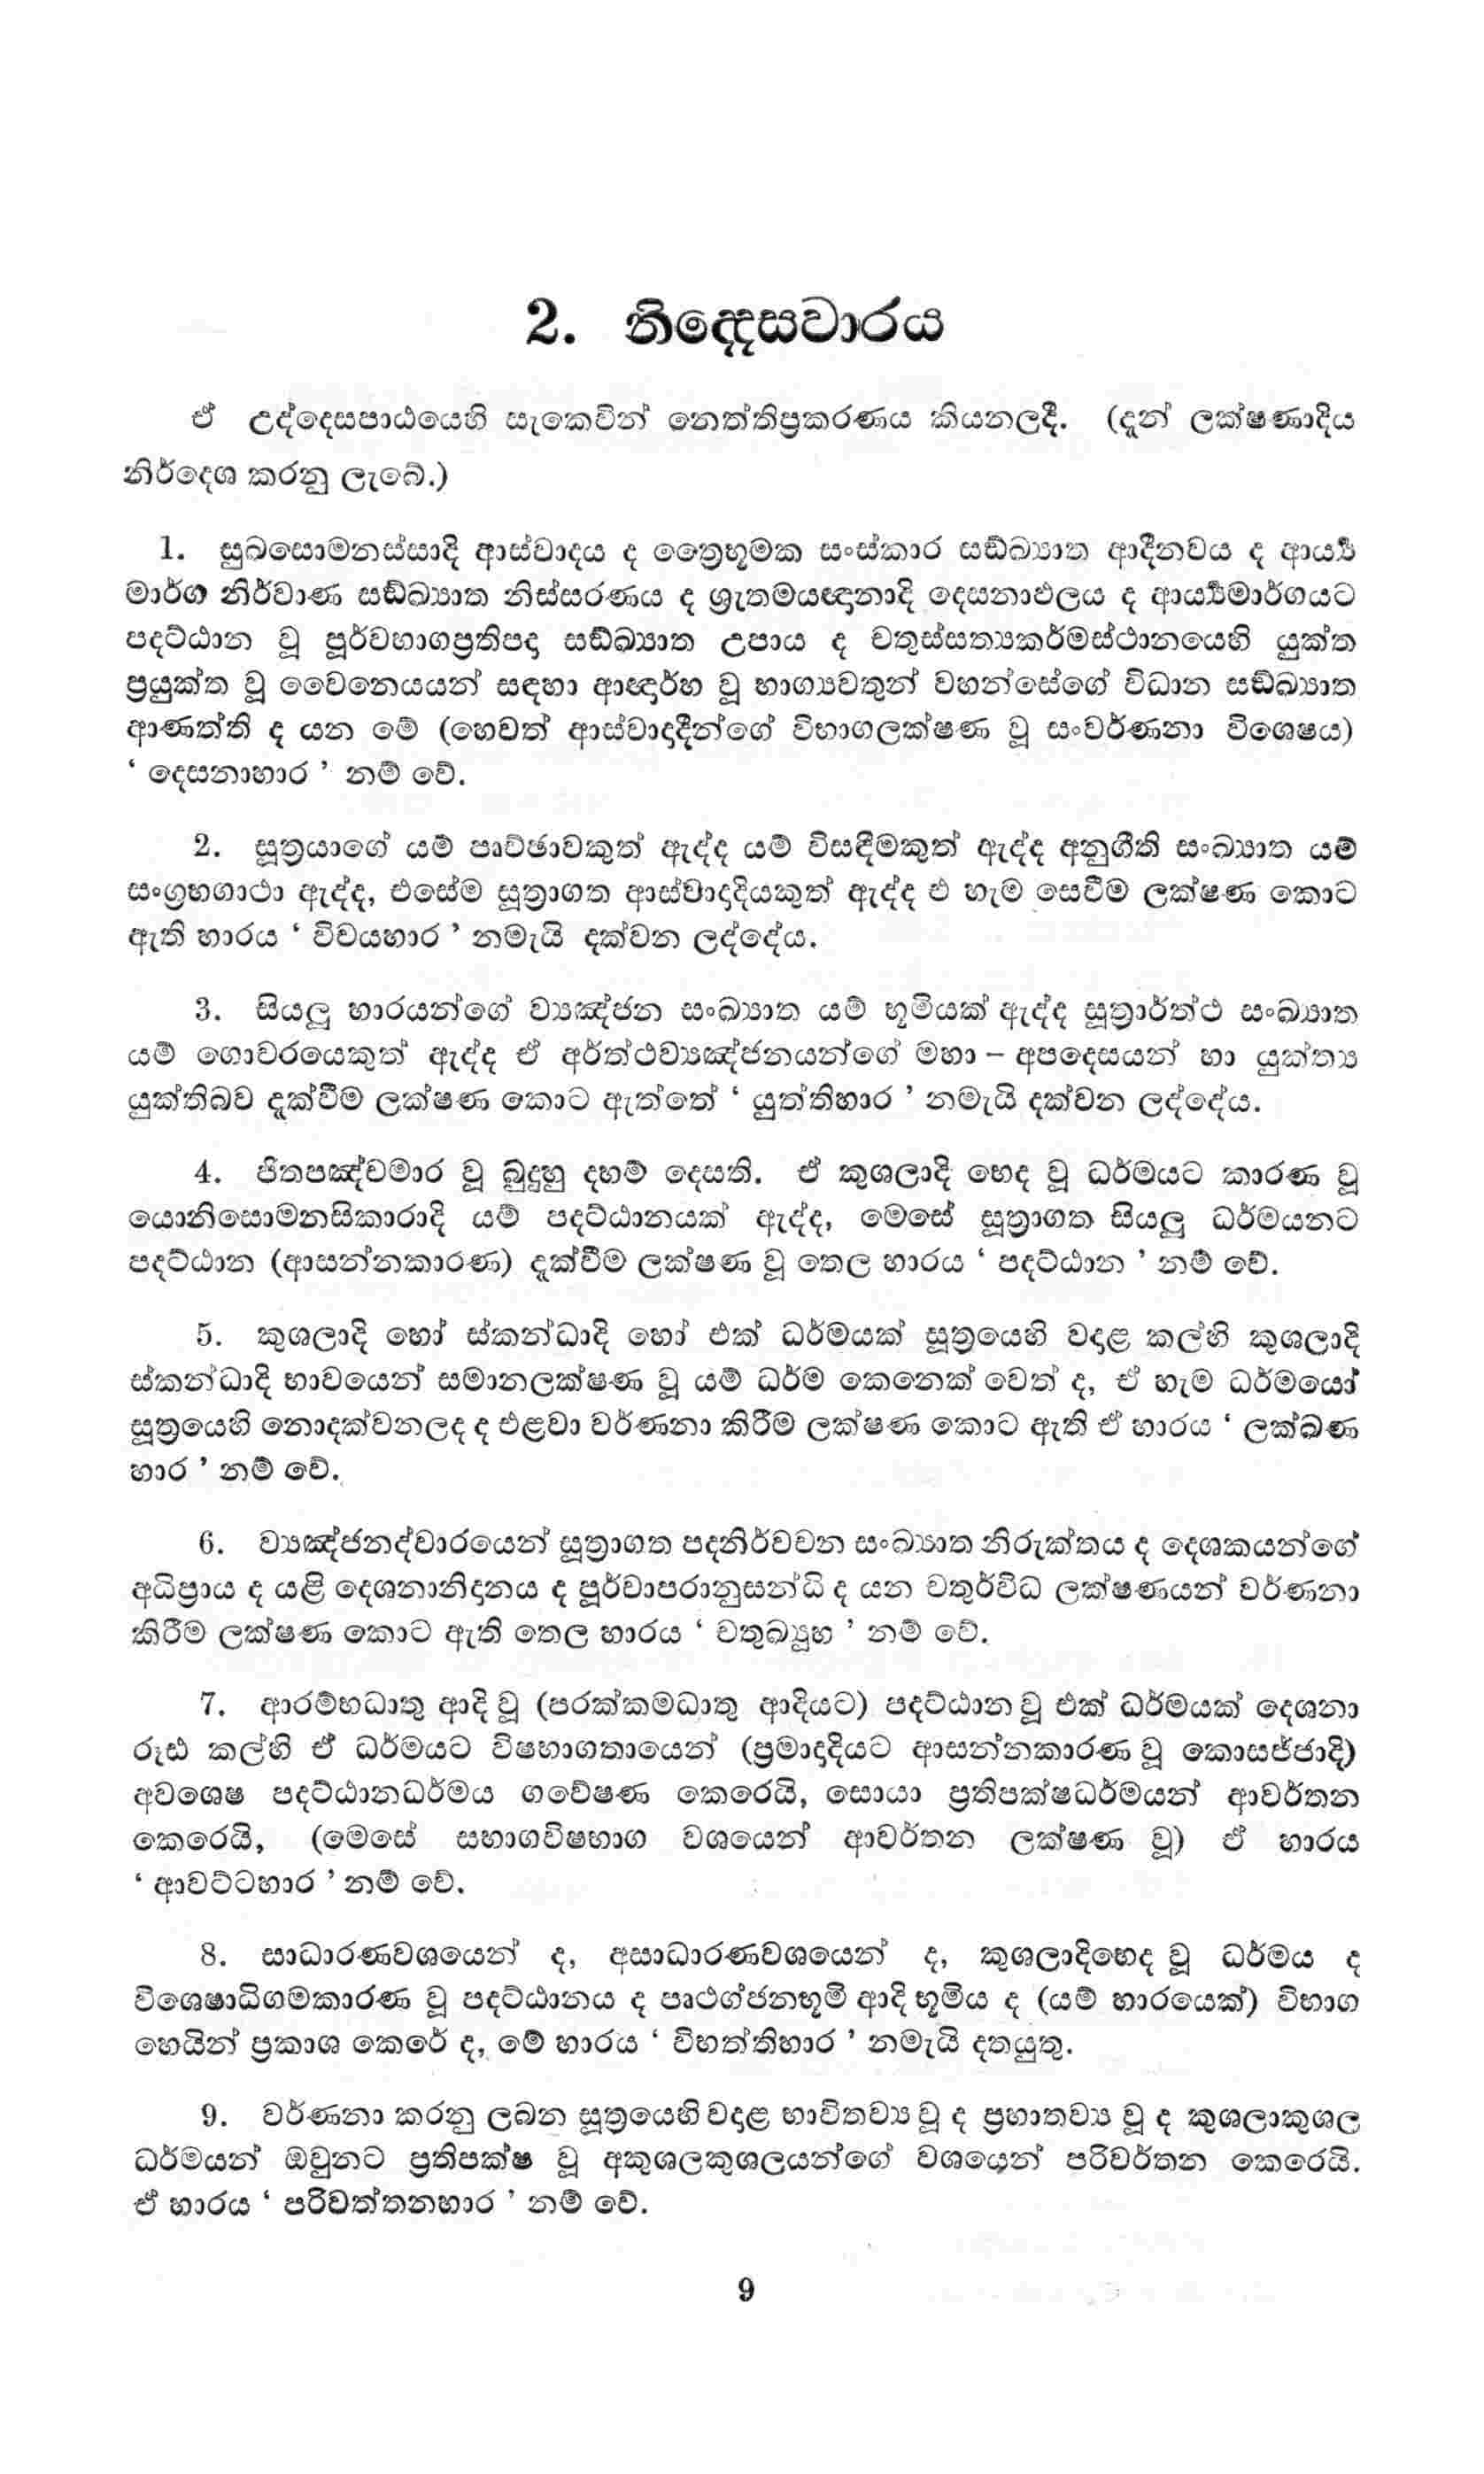 2. නිද්දෙසවාරය
ඒ උද්දෙසපාඨයෙහි සැකෙවින් නෙත්තිප්‍රකරණය කියනලදී. (දැන් ලක්ෂණාදිය
නිර්දෙශ කරනු ලැබේ.)
1. සුඛසොමනස්සාදි ආස්වාදය ද ත්‍රෛභූමක සංස්කාර සඞ්ඛ්‍යාත ආදීනවය ද ආර්‍ය්‍ය
මාර්ග නිර්වාණ සඞ්ඛ්‍යාත නිස්සරණය ද ශ්‍රැතමයඥානාදි දෙසනාඵලය ද ආර්‍ය්‍යමාර්ගයට
පදට්ඨාන වූ පූර්වභාගප්‍රතිපදා සඞ්ඛ්‍යාත උපාය ද චතුස්සත්‍යකර්මස්ථානයෙහි යුක්ත
ප්‍රයුක්ත වූ වෛනෙයයන් සඳහා ආඥාර්හ වූ භාග්‍යවතුන් වහන්සේගේ විධාන සඞ්ඛ්‍යාත
ආණත්ති ද යන මේ (හෙවත් ආස්වාදාදීන්ගේ විභාගලක්ෂණ වූ සංවර්ණනා විශෙෂය)
‘ දෙසනාහාර ’ නම් වේ.
2. සූත්‍රයාගේ යම් පෘච්ඡාවකුත් ඇද්ද යම් විසඳීමකුත් ඇද්ද අනුගීති සංඛ්‍යාත යම්
සංග්‍රහගාථා ඇද්ද, එසේම සූත්‍රාගත ආස්වාදාදියකුත් ඇද්ද එ හැම සෙවීම ලක්ෂණ කොට
ඇති හාරය ‘ විචයහාර ’ නමැයි දක්වන ලද්දේය.
3. සියලු හාරයන්ගේ ව්‍යඤ්ජන සංඛ්‍යාත යම් භූමියක් ඇද්ද සූත්‍රාර්ත්ථ සංඛ්‍යාත
යම් ගොචරයෙකුත් ඇද්ද ඒ අර්ත්ථව්‍යඤ්ජනයන්ගේ මහා – අපදෙසයන් හා යුක්ත්‍ය
යුක්තිබව දැක්වීම ලක්ෂණ කොට ඇත්තේ ‘ යුත්තිහාර ’ නමැයි දක්වන ලද්දේය.
4. ජිතපඤ්චමාර වූ බුදුහු දහම් දෙසති. ඒ කුශලාදි භෙද වූ ධර්මයට කාරණ වූ
යොනිසොමනසිකාරාදි යම් පදට්ඨානයක් ඇද්ද, මෙසේ සූත්‍රාගත සියලු ධර්මයනට
පදට්ඨාන (ආසන්නකාරණ) දැක්වීම ලක්ෂණ වූ තෙල හාරය ‘ පදට්ඨාන ’ නම් වේ.
5. කුශලාදි හෝ ස්කන්ධාදි හෝ එක් ධර්මයක් සූත්‍රයෙහි වදාළ කල්හි කුශලාදි
ස්කන්ධාදි භාවයෙන් සමානලක්ෂණ වූ යම් ධර්ම කෙනෙක් වෙත් ද, ඒ හැම ධර්මයෝ
සූත්‍රයෙහි නොදක්වනලද ද එළවා වර්ණනා කිරීම ලක්ෂණ කොට ඇති ඒ හාරය ‘ ලක්ඛණ
හාර ’ නම් වේ.
6. ව්‍යඤ්ජනද්වාරයෙන් සූත්‍රාගත පදනිර්වචන සංඛ්‍යාත නිරුක්තය ද දෙශකයන්ගේ
අධිප්‍රාය ද යළි දෙශනානිදානය ද පූර්වාපරානුසන්ධි ද යන චතුර්විධ ලක්ෂණයන් වර්ණනා
කිරීම ලක්ෂණ කොට ඇති තෙල හාරය ‘ චතුඛ්‍යූහ ’ නම් වේ.
7. ආරම්භධාතු ආදි වූ (පරක්කමධාතු ආදියට) පදට්ඨාන වූ එක් ධර්මයක් දෙශනා
රූඪ කල්හි ඒ ධර්මයට විෂභාගතායෙන් (ප්‍රමාදාදියට ආසන්නකාරණ වූ කොසජ්ජාදි)
අවශෙෂ පදට්ඨානධර්මය ගවේෂණ කෙරෙයි, සොයා ප්‍රතිපක්ෂධර්මයන් ආවර්තන
කෙරෙයි, (මෙසේ සභාගවිෂභාග වශයෙන් ආවර්තන ලක්ෂණ වූ) ඒ හාරය
‘ ආවට්ටහාර ’ නම් වේ.
8. සාධාරණවශයෙන් ද, අසාධාරණවශයෙන් ද, කුශලාදිභෙද වූ ධර්මය ද
විශෙෂාධිගමකාරණ වූ පදට්ඨානය ද පෘථග්ජනභූමි ආදි භූමිය ද (යම් හාරයෙක්) විභාග
හෙයින් ප්‍රකාශ කෙරේ ද, මේ හාරය ‘ විභත්තිහාර ’ නමැයි දතයුතු.
9. වර්ණනා කරනු ලබන සූත්‍රයෙහි වදාළ භාවිතව්‍ය වූ ද ප්‍රහාතව්‍ය වූ ද කුශලාකුශල
ධර්මයන් ඔවුනට ප්‍රතිපක්ෂ වූ අකුශලකුශලයන්ගේ වශයෙන් පරිවර්තන කෙරෙයි.
ඒ හාරය ‘ පරිවත්තනහාර ’ නම් වේ.
9